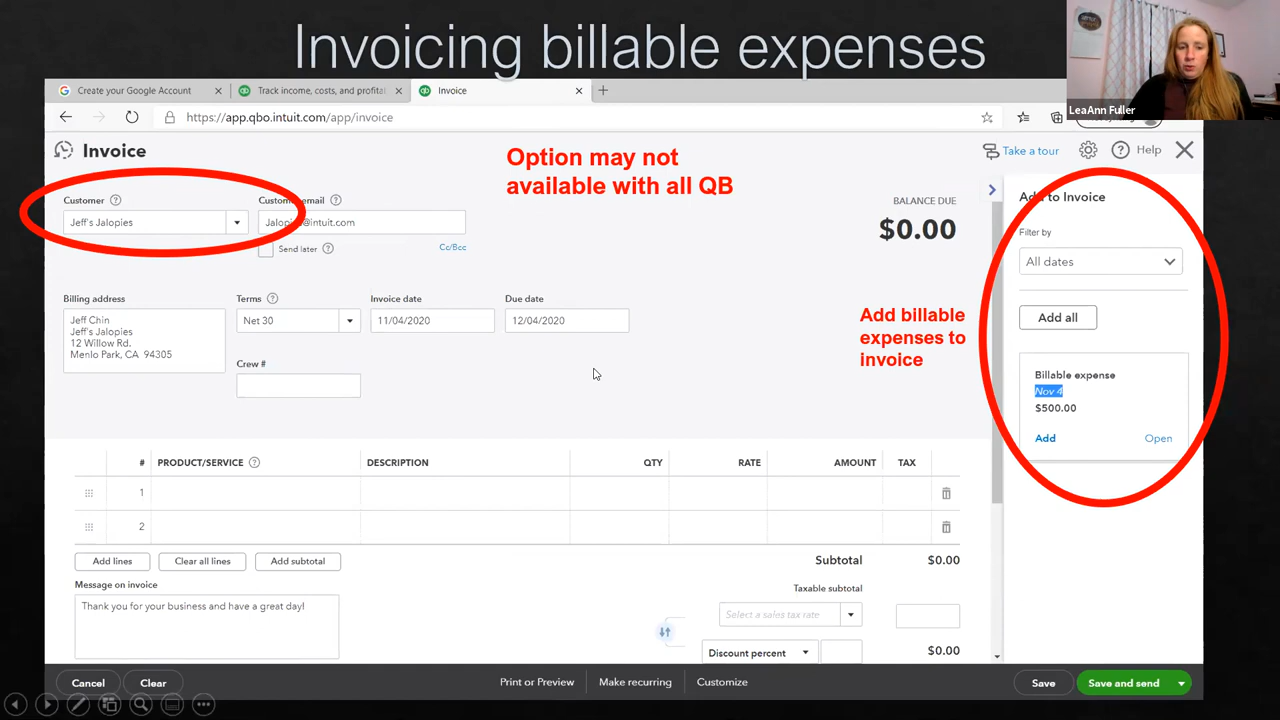 Invoicing billable expenses
LeaAnn Fuller
Create your Google Account
Track income, costs, and profital
Invoice
https://app.qbo.intuit.com/app/invoice
Invoice
Option may not
available with all QB
Take a tour
Help
Customer
Customer email
BALANCE DUE
Add to Invoice
Jeff's Jalopies
Jalopies@intuit.com
$0.00
Filter by
Send later
Cc/Bcc
All dates
Billing address
Terms
Invoice date
Due date
Jeff Chin
Jeff's Jalopies
12 Willow Rd.
Menlo Park, CA 94305
Net 30
11/04/2020
12/04/2020
Add billable
expenses to
invoice
Add all
Crew #
Billable expense
Nov 4
$500.00
Add
Open
# PRODUCT/SERVICE DESCRIPTION QTY RATE AMOUNT TAX
1
2
Add lines
Clear all lines
Add subtotal
Subtotal $0.00
Message on invoice
Taxable subtotal
Thank you for your business and have a great day!
Select a sales tax rate
Discount percent
$0.00
Cancel
Clear
Print or Preview
Make recurring
Customize
Save
Save and send